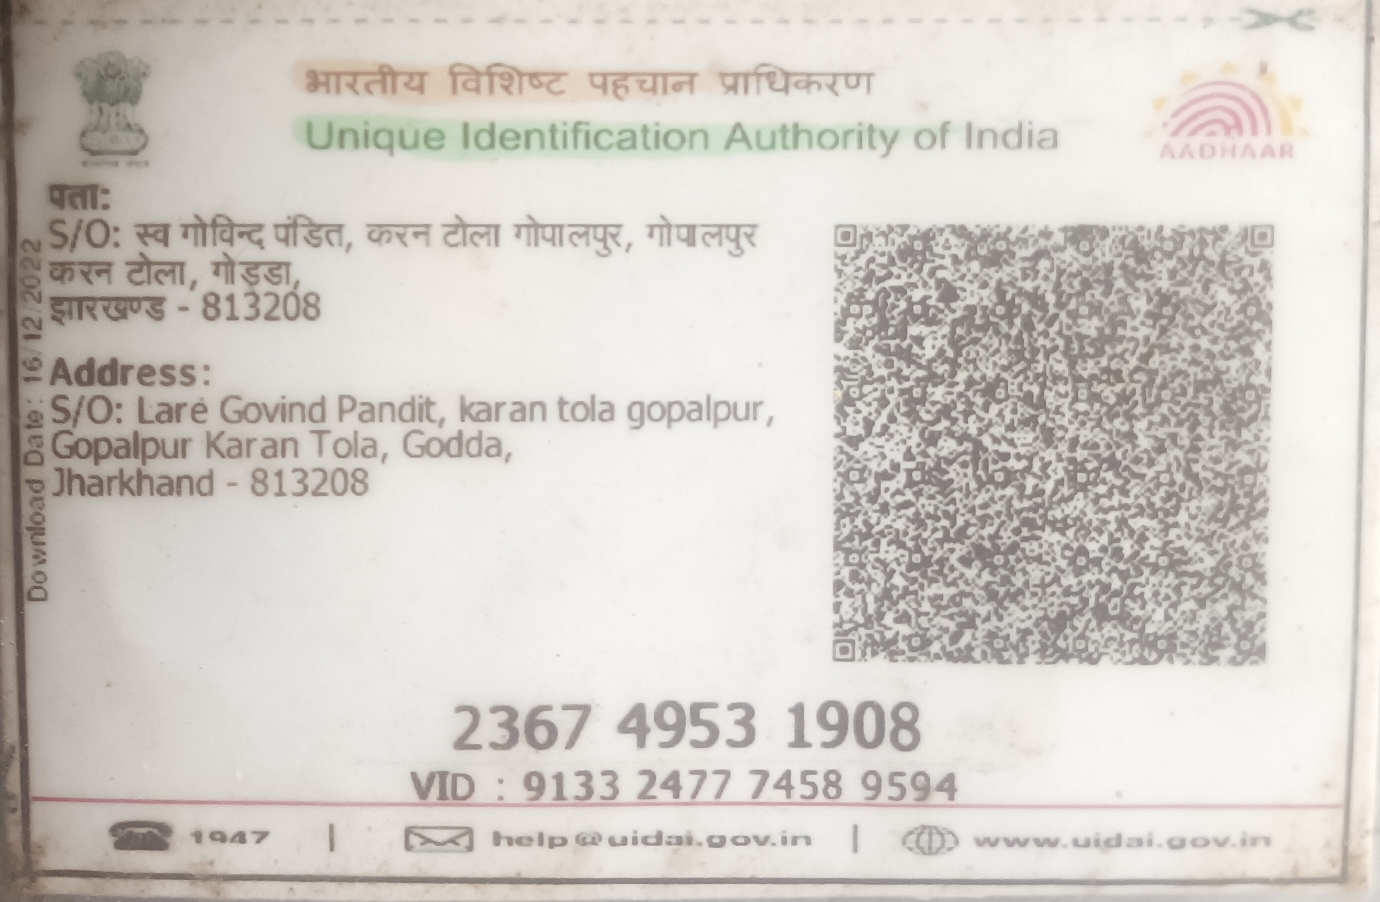 भारतीय विशिष्ट पहचान प्राधिकरण
Unique Identification Authority of India
AADHAAR
पता:
S/O: स्व गोविन्द पंडित, करन टोला गोपालपुर, गोपालपुर
करन टोला, गोड्डा,
झारखण्ड - 813208
Address:
S/O: Lare Govind Pandit, karan tola gopalpur,
Gopalpur Karan Tola, Godda,
Jharkhand - 813208
Download Date: 16/12/2022
2367 4953 1908
VID : 9133 2477 7458 9594
1947 | help@uidai.gov.in | www.uidai.gov.in